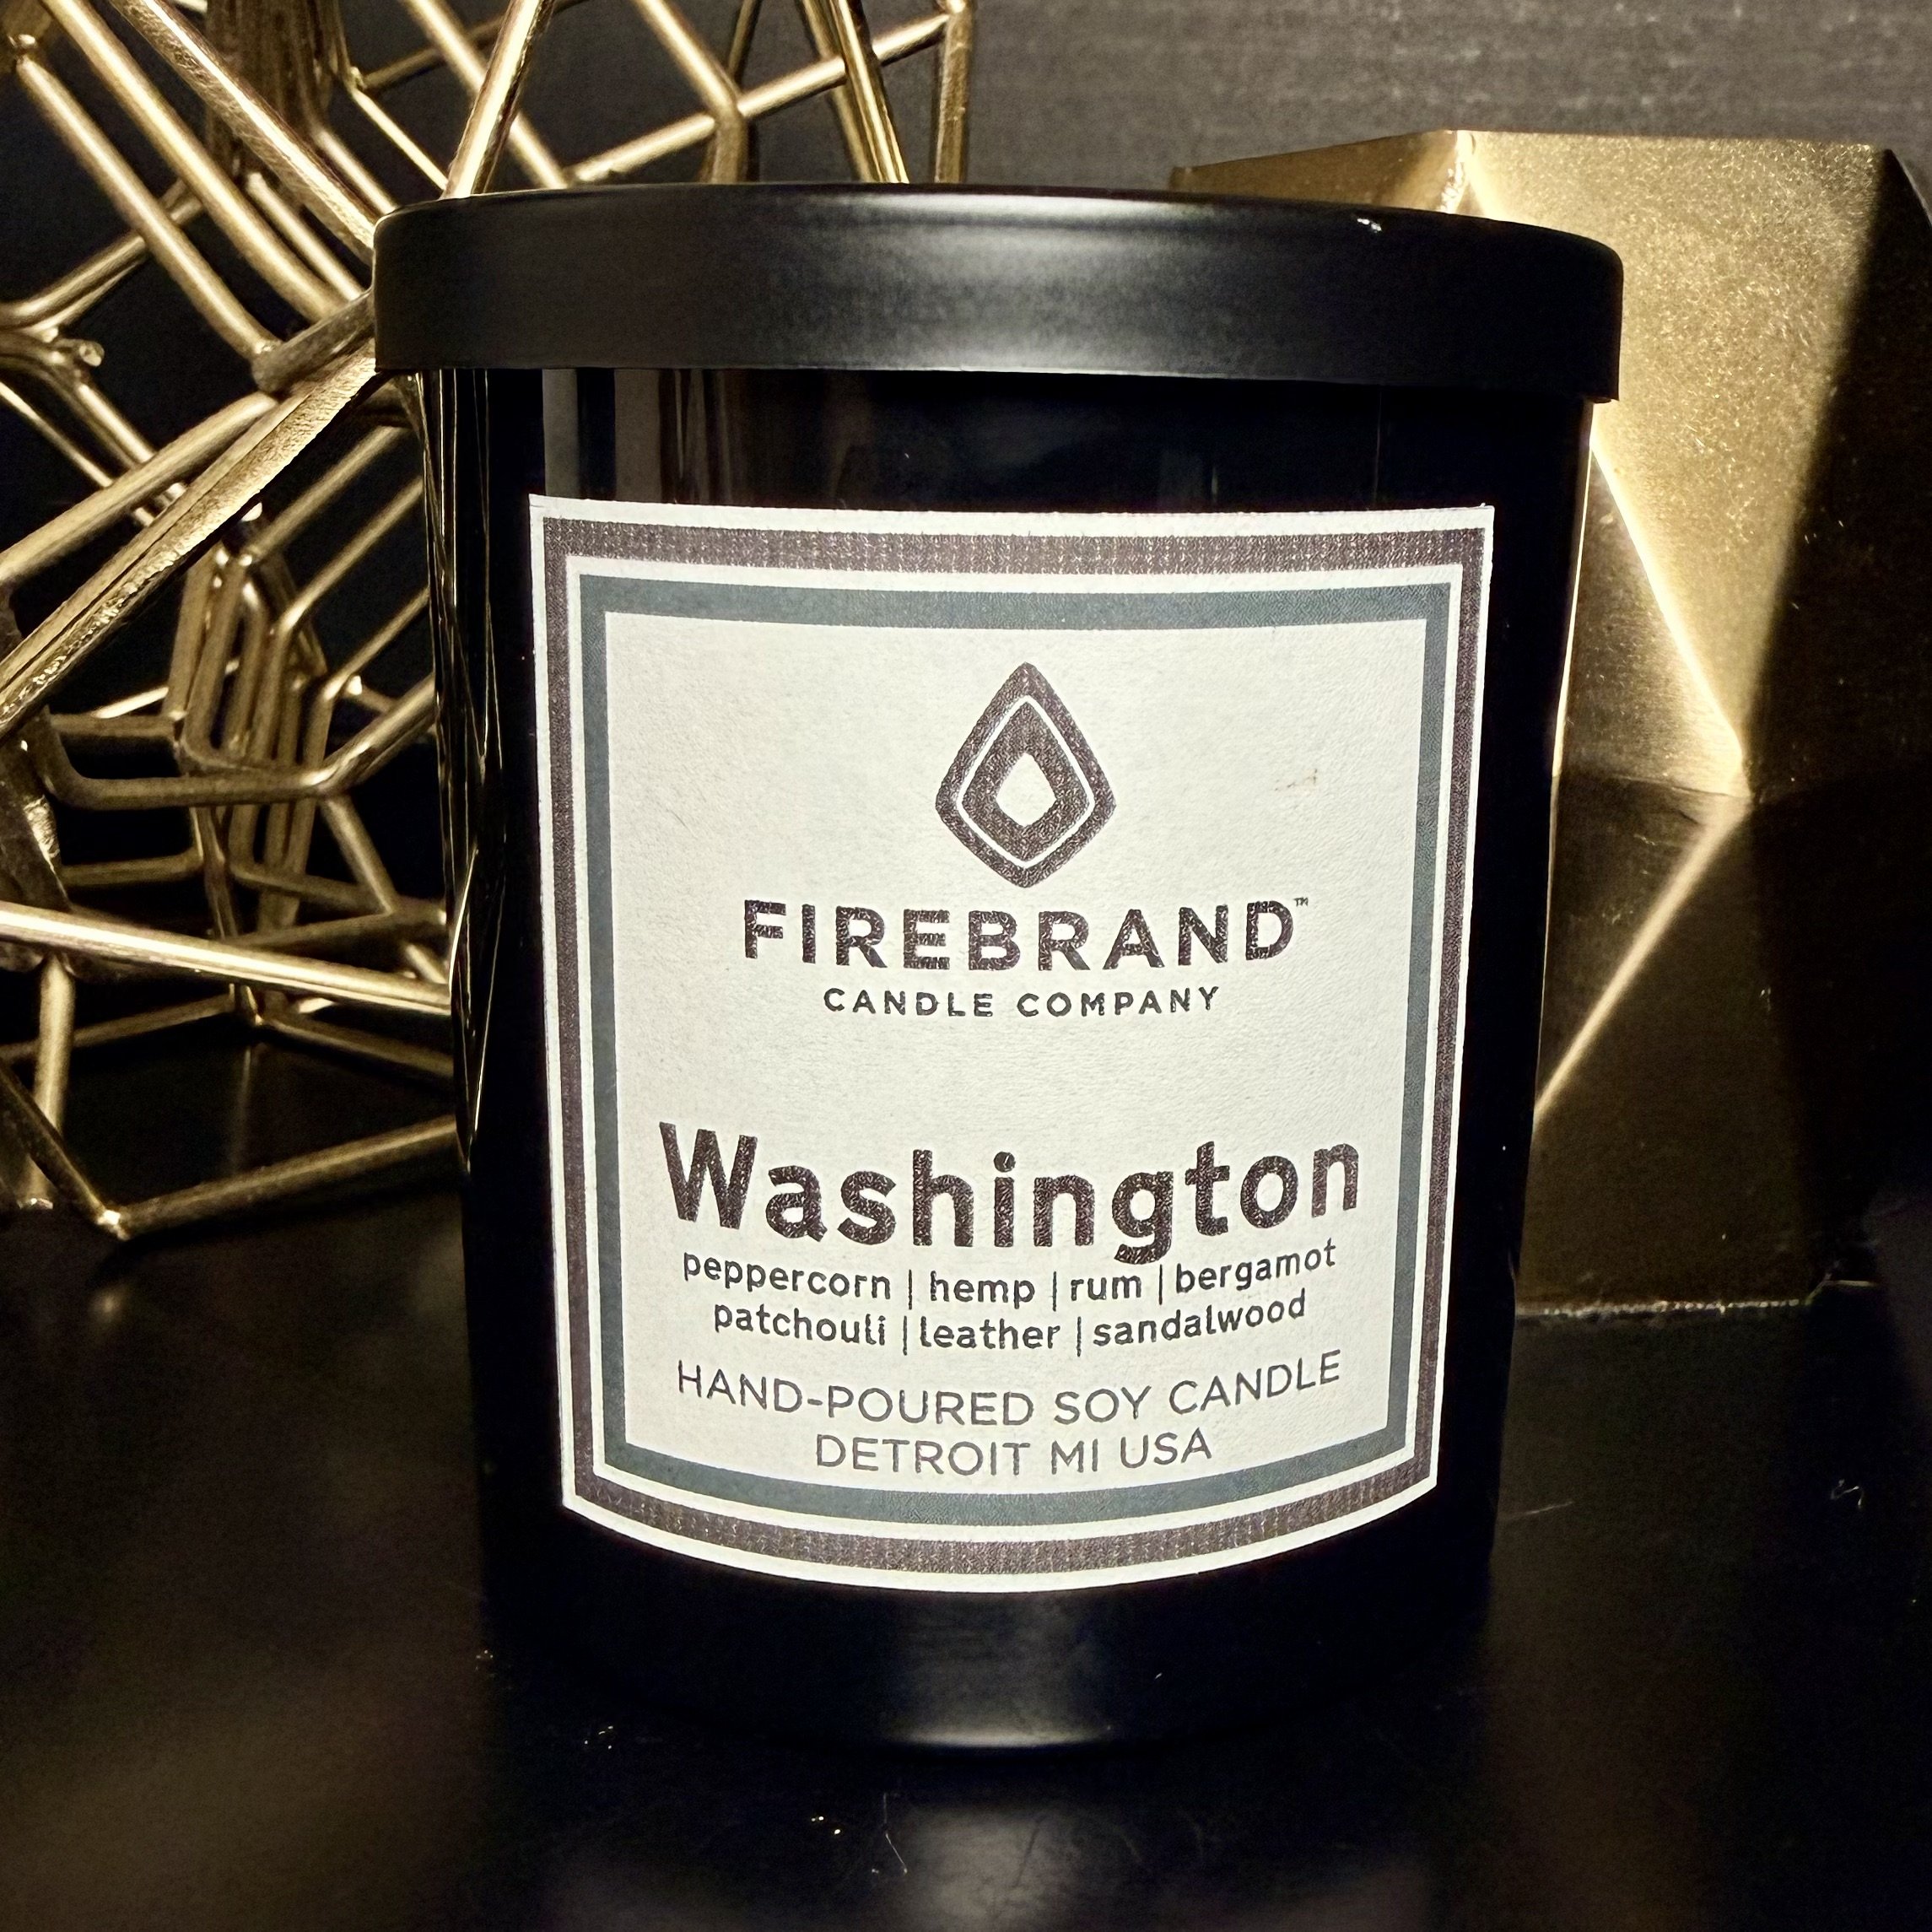 FIREBRAND™
CANDLE COMPANY
Washington
peppercorn | hemp | rum | bergamot
patchouli | leather | sandalwood
HAND-POURED SOY CANDLE
DETROIT MI USA